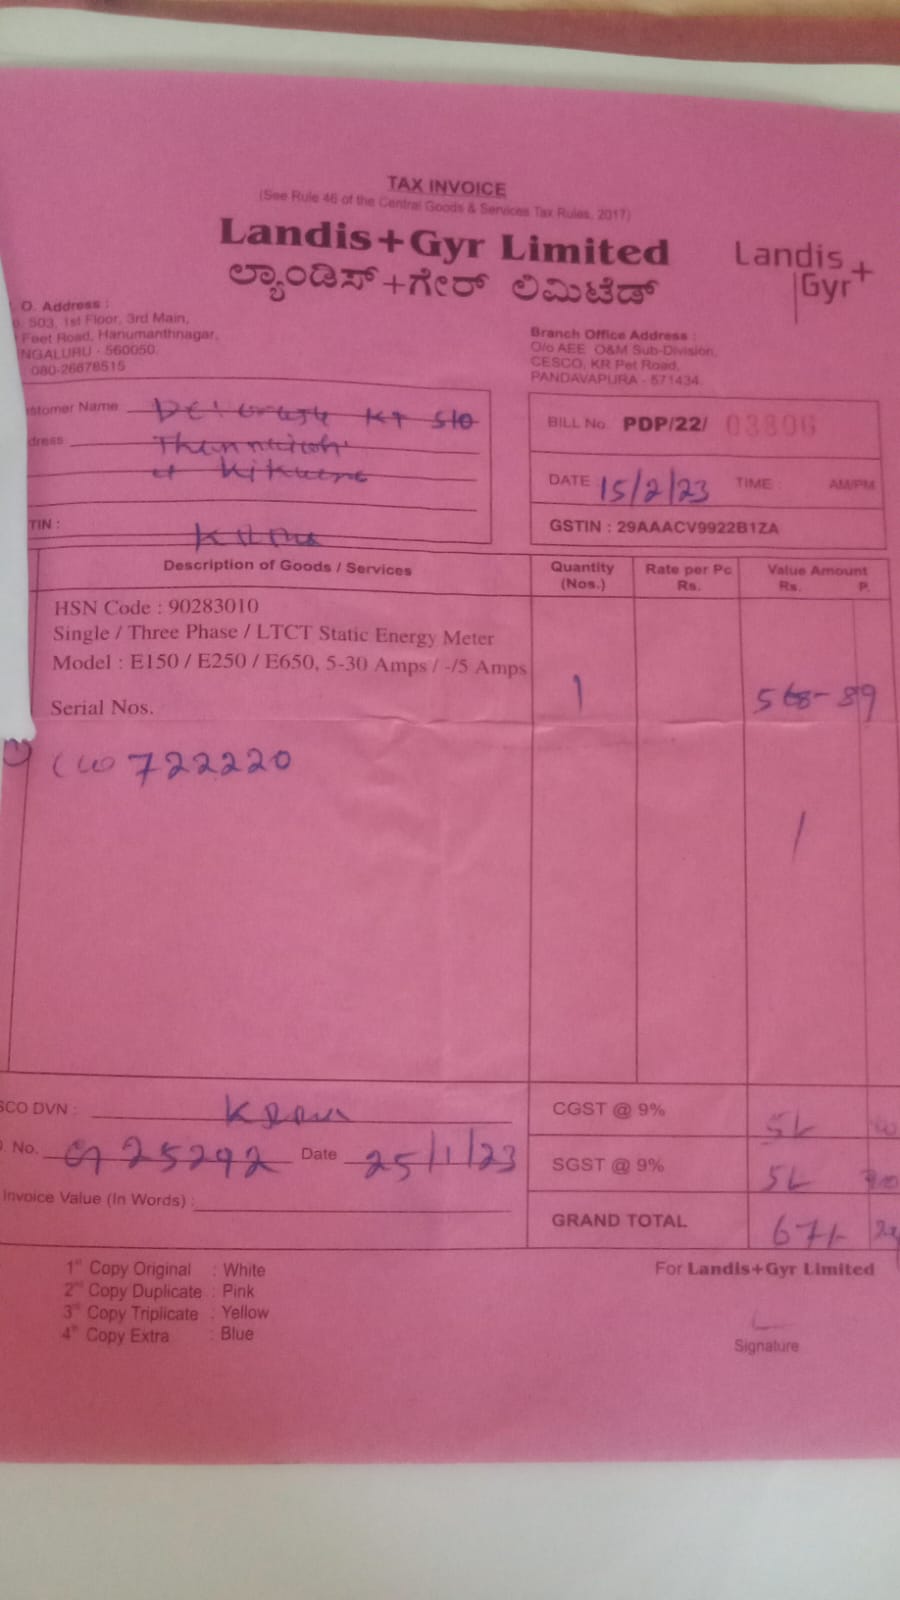 TAX INVOICE
(See Rule 46 of the Central Goods & Services Tax Rules, 2017)
Landis+Gyr Limited
ಲ್ಯಾಂಡಿಸ್+ಗೇರ್ ಲಿಮಿಟೆಡ್
Landis
Gyr+
O. Address :
503, 1st Floor, 3rd Main,
Feet Road, Hanumanthnagar,
NGALURU - 560050.
080-26678515
Branch Office Address :
O/o AEE O&M Sub-Division,
CESCO, KR Pet Road,
PANDAVAPURA - 571434.
stomer Name
dress
TIN :
BILL No. PDP/22/ 03806
DATE 15/2/23 TIME : AM/PM
GSTIN : 29AAACV9922B1ZA
Description of Goods / Services
Quantity (Nos.)
Rate per Pc Rs.
Value Amount Rs. P.
HSN Code : 90283010
Single / Three Phase / LTCT Static Energy Meter
Model : E150 / E250 / E650, 5-30 Amps / -/5 Amps
1 568-89
Serial Nos.
722220
SCO DVN :
No. 25292 Date 25/1/23
Invoice Value (In Words) :
CGST @ 9%
SGST @ 9%
GRAND TOTAL 671-
1st Copy Original : White
2nd Copy Duplicate : Pink
3rd Copy Triplicate : Yellow
4th Copy Extra : Blue
For Landis+Gyr Limited
Signature